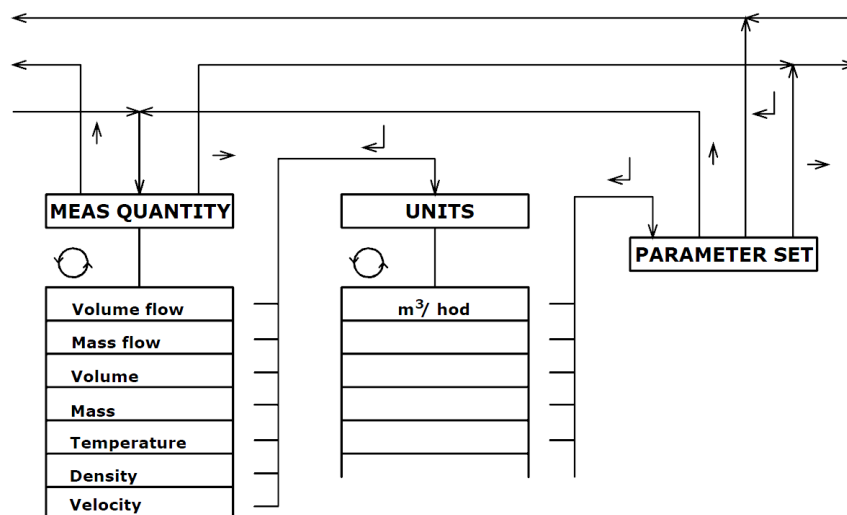 MEAS QUANTITY
UNITS
PARAMETER SET
Volume flow
m³/ hod
Mass flow
Volume
Mass
Temperature
Density
Velocity